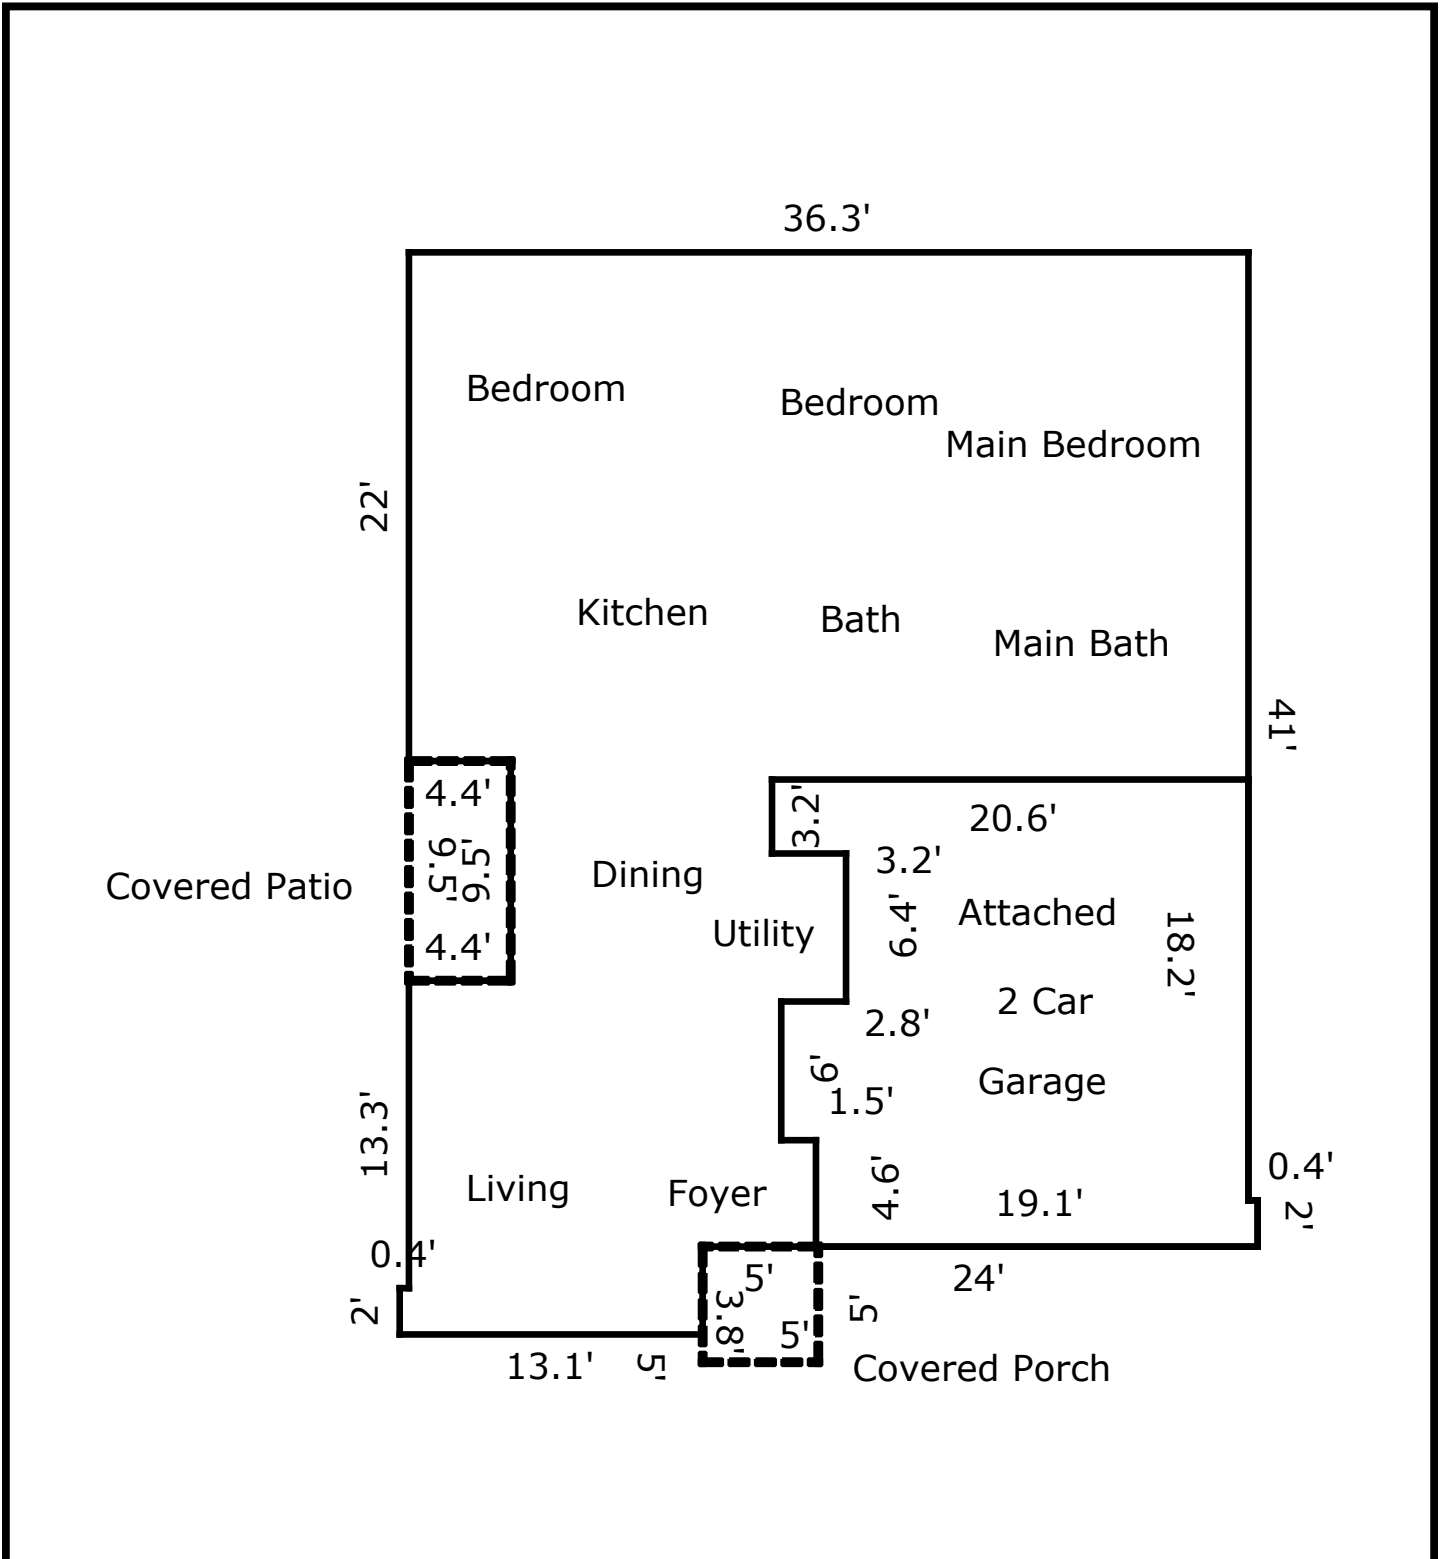 36.3'
Bedroom
Bedroom
Main Bedroom
22'
Kitchen
Bath
Main Bath
41'
4.4'
3.2'
20.6'
9.5'
9.5'
3.2'
Dining
Covered Patio
6.4'
Attached
18.2'
Utility
4.4'
2 Car
2.8'
6'
Garage
1.5'
13.3'
0.4'
Living
Foyer
4.6'
19.1'
2'
0.4'
5'
24'
2'
3.8'
5'
5'
13.1'
5'
Covered Porch